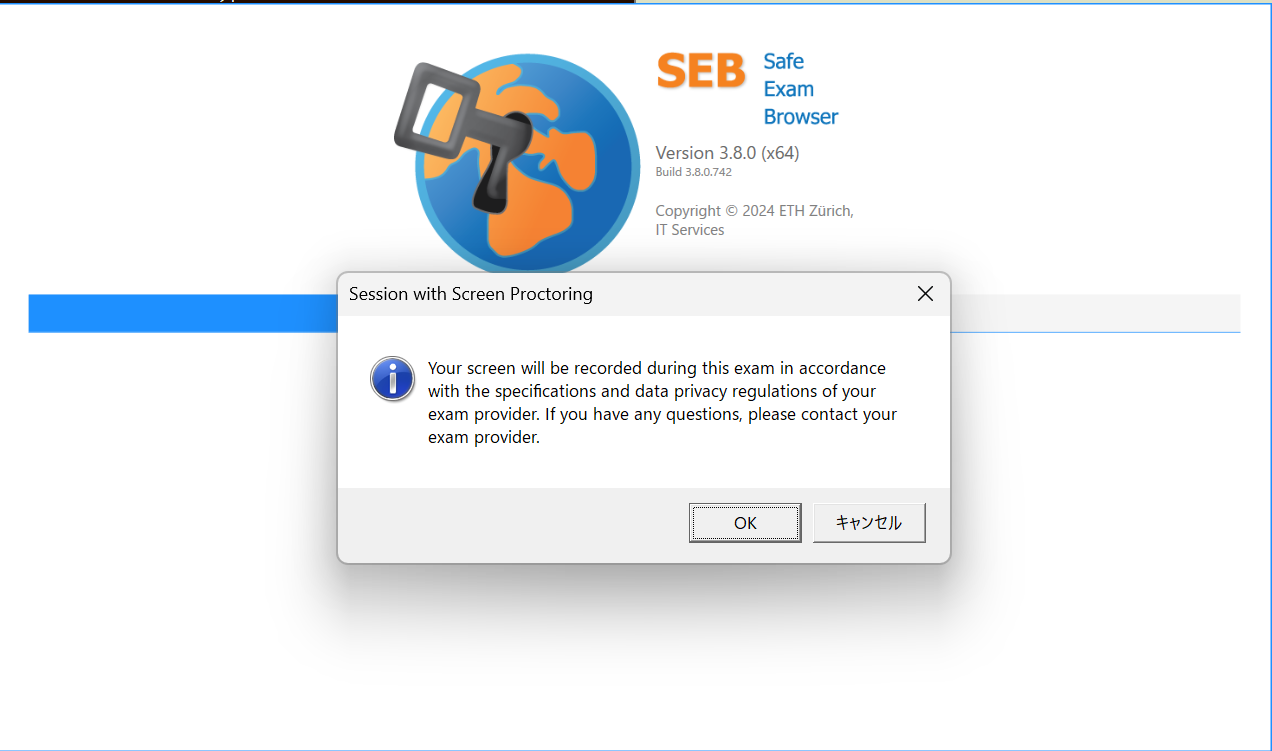 SEB
Safe
Exam
Browser
Version 3.8.0 (x64)
Build 3.8.0.742
Copyright © 2024 ETH Zürich,
IT Services
Session with Screen Proctoring
Your screen will be recorded during this exam in accordance
with the specifications and data privacy regulations of your
exam provider. If you have any questions, please contact your
exam provider.
OK
キャンセル